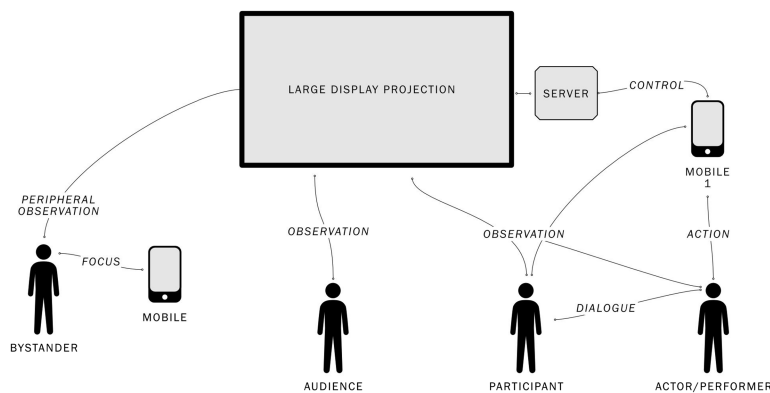 LARGE DISPLAY PROJECTION
SERVER
CONTROL
MOBILE
1
PERIPHERAL
OBSERVATION
OBSERVATION
OBSERVATION
ACTION
FOCUS
MOBILE
DIALOGUE
BYSTANDER
AUDIENCE
PARTICIPANT
ACTOR/PERFORMER